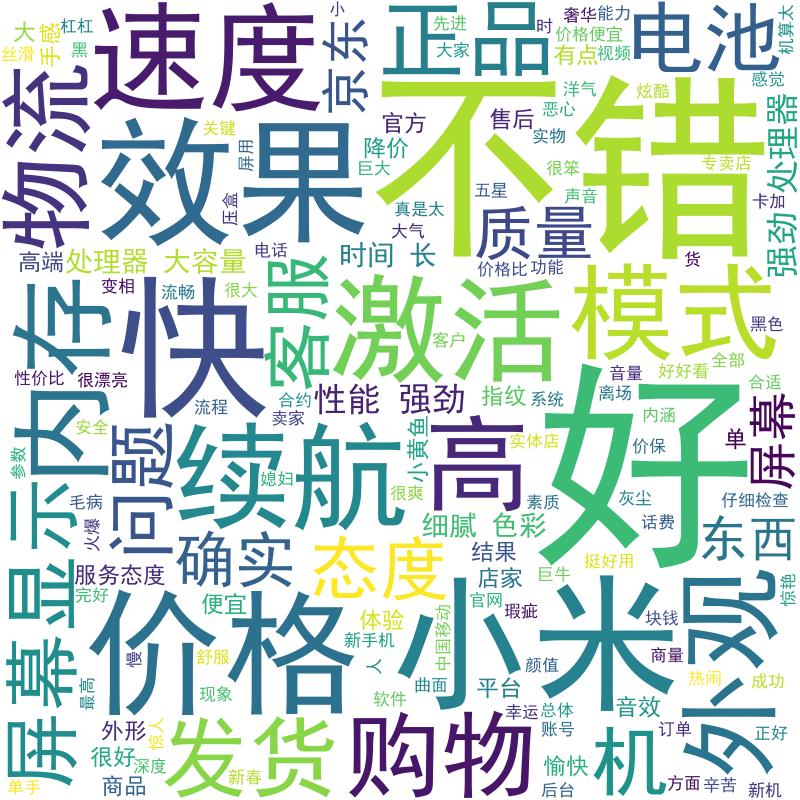 大
杠杠
速度
小
正品
先进
时
奢华
能力
电池
机算太
丝滑
手感
黑
京东
大家
有点
价格便宜
视频
物流
效果
不错
洋气
炫酷
感觉
强劲
处理器
关键
屏用
官方
售后
恶心
降价
实物
巨大
很笨
专卖店
压盒
真是太
五星
声音
卡加
质量
大气
高端
处理器
大容量
电话
时间
长
价格比
功能
货
变相
流畅
很大
客服
激活
客户
模式
黑色
内存
快
性价比
很漂亮
流程
合约
卖家
性能
强劲
指纹
系统
音量
离场
好好看
全部
合适
好
内涵
屏幕
安全
问题
续航
高
小黄鱼
实体店
价保
单
参数
毛病
火爆
媳妇
很爽
素质
灰尘
仔细检查
细腻
色彩
话费
东西
确实
态度
结果
挺好用
屏幕显示
服务态度
店家
巨牛
完好
价格
便宜
体验
官网
瑕疵
小米
块钱
外观
惊艳
慢
舒服
新手机
人
中国移动
颜值
商量
最高
现象
曲面
平台
热闹
成功
软件
外形
惊人
发货
购物
幸运
总体
账号
音效
机
订单
正好
很好
深度
愉快
单手
商品
新春
后台
方面
辛苦
新机